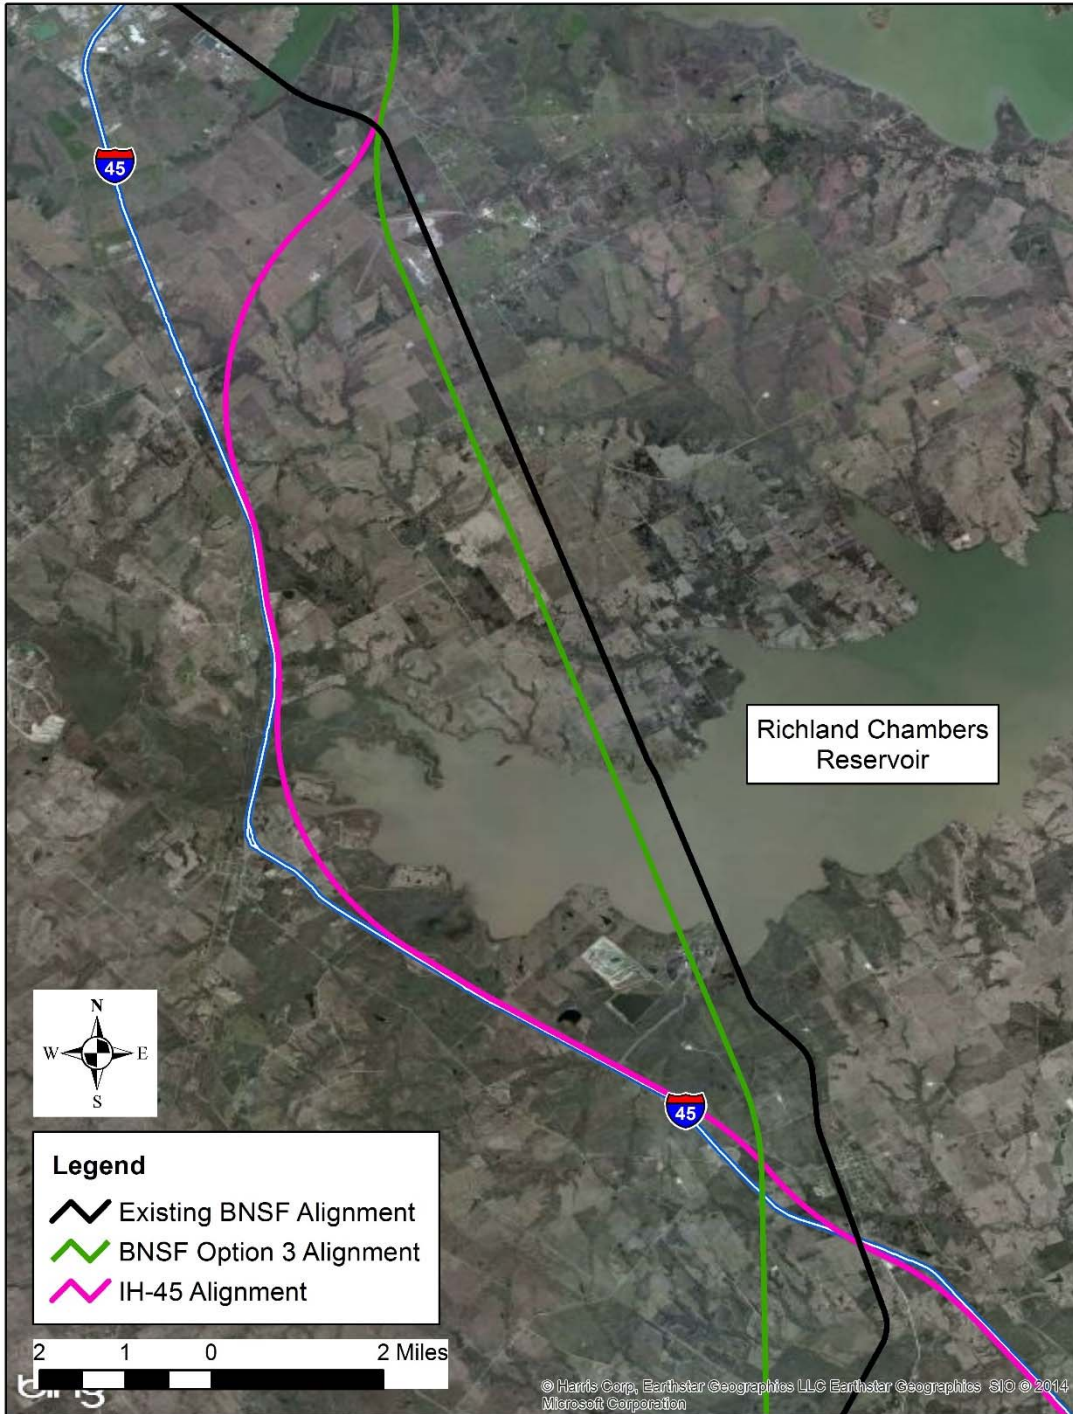 45
Richland Chambers
Reservoir
N
W E
S
45
Legend
Existing BNSF Alignment
BNSF Option 3 Alignment
IH-45 Alignment
2 1 0 2 Miles
bing
© Harris Corp, Earthstar Geographics LLC Earthstar Geographics SIO © 2014
Microsoft Corporation